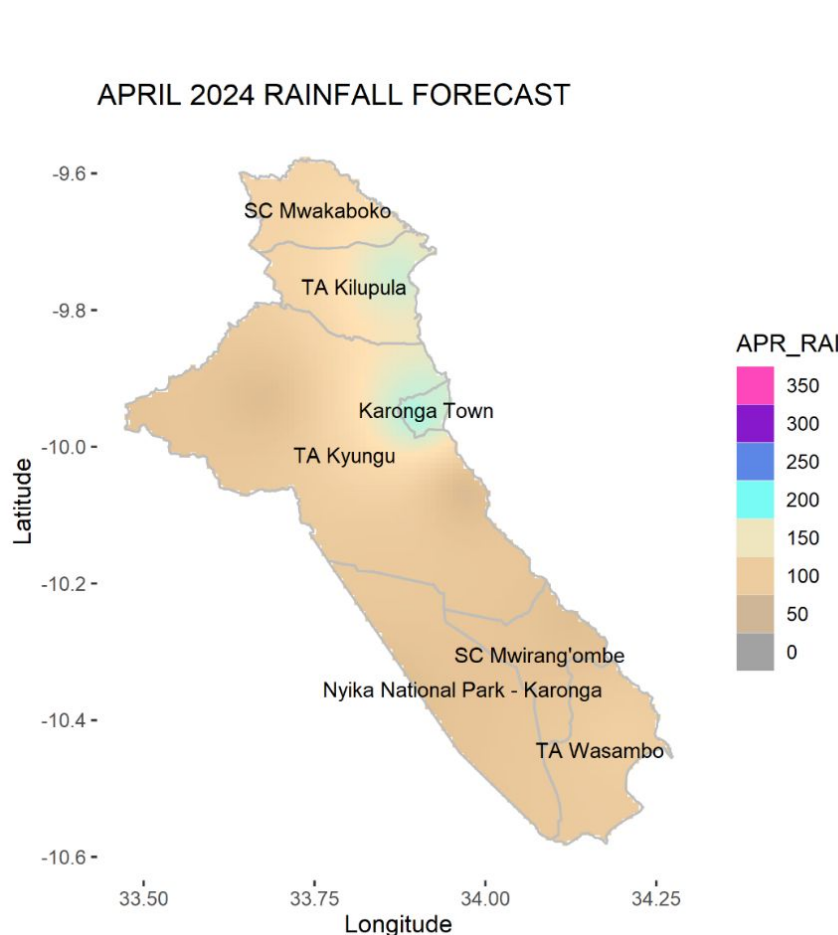 APRIL 2024 RAINFALL FORECAST
-9.6
SC Mwakaboko
TA Kilupula
-9.8
Karonga Town
-10.0
TA Kyungu
-10.2
SC Mwirang'ombe
Nyika National Park - Karonga
-10.4
TA Wasambo
-10.6
33.50
33.75
34.00
34.25
Longitude
Latitude
APR_RAI
350
300
250
200
150
100
50
0